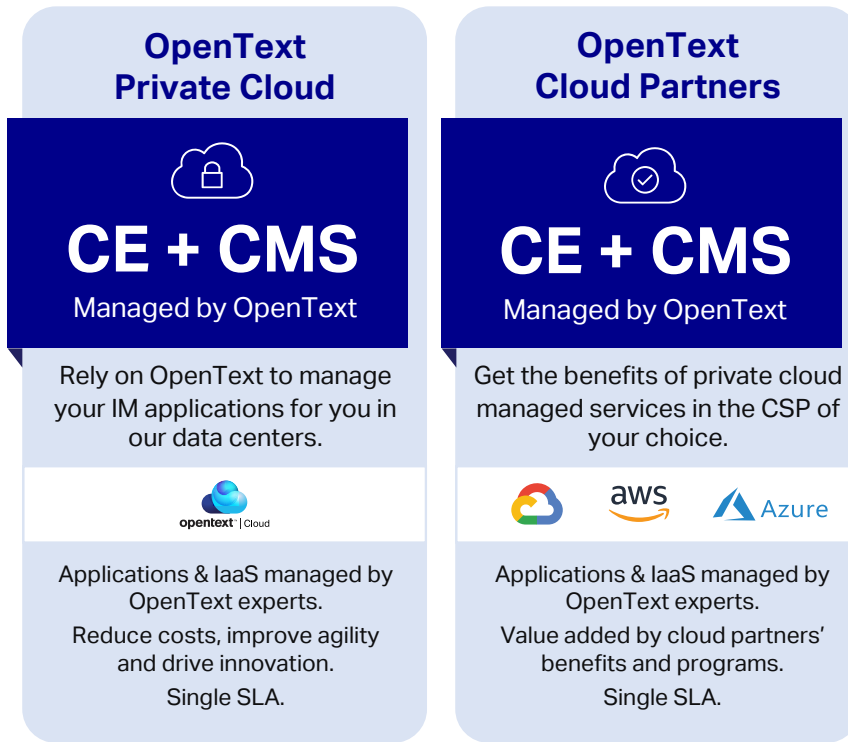 OpenText
Private Cloud
CE + CMS
Managed by OpenText
Rely on OpenText to manage
your IM applications for you in
our data centers.
opentext™ | Cloud
Applications & IaaS managed by
OpenText experts.
Reduce costs, improve agility
and drive innovation.
Single SLA.
OpenText
Cloud Partners
CE + CMS
Managed by OpenText
Get the benefits of private cloud
managed services in the CSP of
your choice.
aws
Azure
Applications & IaaS managed by
OpenText experts.
Value added by cloud partners’
benefits and programs.
Single SLA.